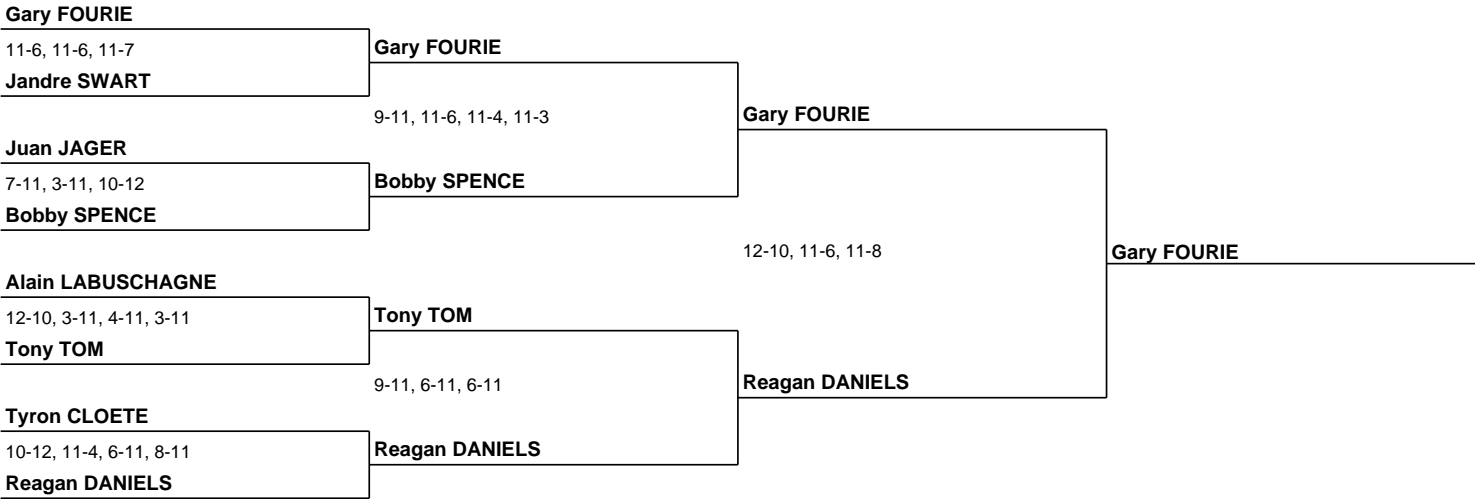 Gary FOURIE
11-6, 11-6, 11-7
Jandre SWART
Juan JAGER
7-11, 3-11, 10-12
Bobby SPENCE
Alain LABUSCHAGNE
12-10, 3-11, 4-11, 3-11
Tony TOM
Tyron CLOETE
10-12, 11-4, 6-11, 8-11
Reagan DANIELS
Gary FOURIE
9-11, 11-6, 11-4, 11-3
Bobby SPENCE
Tony TOM
9-11, 6-11, 6-11
Reagan DANIELS
Gary FOURIE
12-10, 11-6, 11-8
Reagan DANIELS
Gary FOURIE